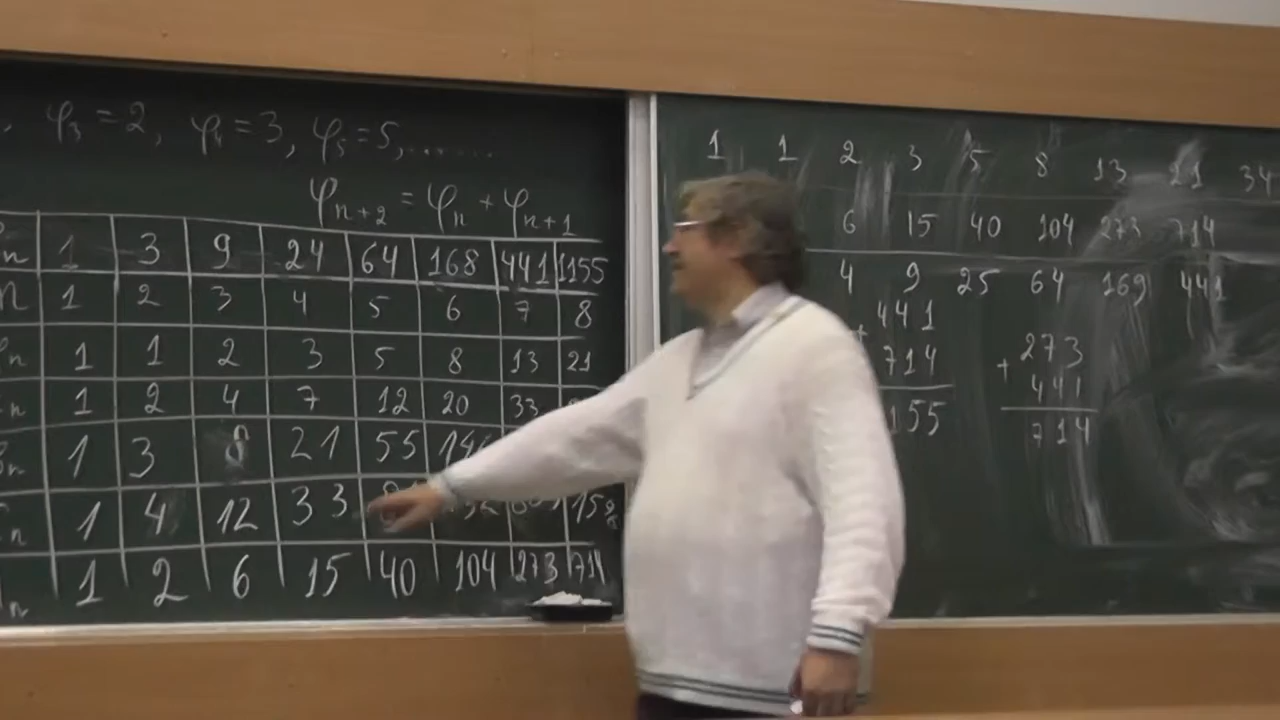 φ₃ = 2, φ₄ = 3, φ₅ = 5, ......
φₙ₊₂ = φₙ + φₙ₊₁
n 1 3 9 24 64 168 441 1155
n 1 2 3 4 5 6 7 8
n 1 1 2 3 5 8 13 21
n 1 2 4 7 12 20 33
n 1 3 8 21 55
n 1 4 12 33
n 1 2 6 15 40 104 273 714
1 1 2 3 5 8 13 21 34
6 15 40 104 273 714
4 9 25 64 169 441
441
+ 714
155
273
+ 441
714